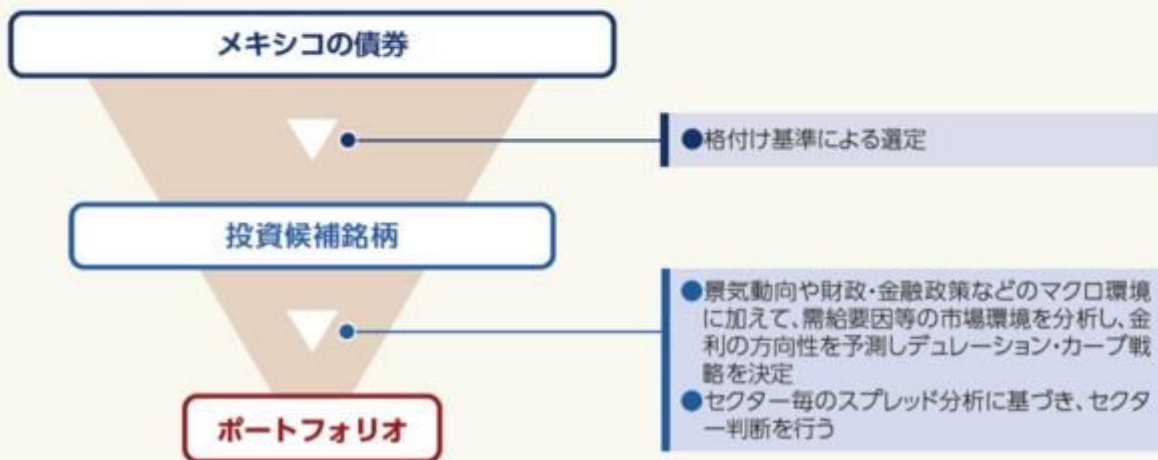 メキシコの債券
●格付け基準による選定
投資候補銘柄
●景気動向や財政・金融政策などのマクロ環境
に加えて、需給要因等の市場環境を分析し、金
利の方向性を予測しデュレーション・カーブ戦
略を決定
●セクター毎のスプレッド分析に基づき、セクタ
ー判断を行う
ポートフォリオ